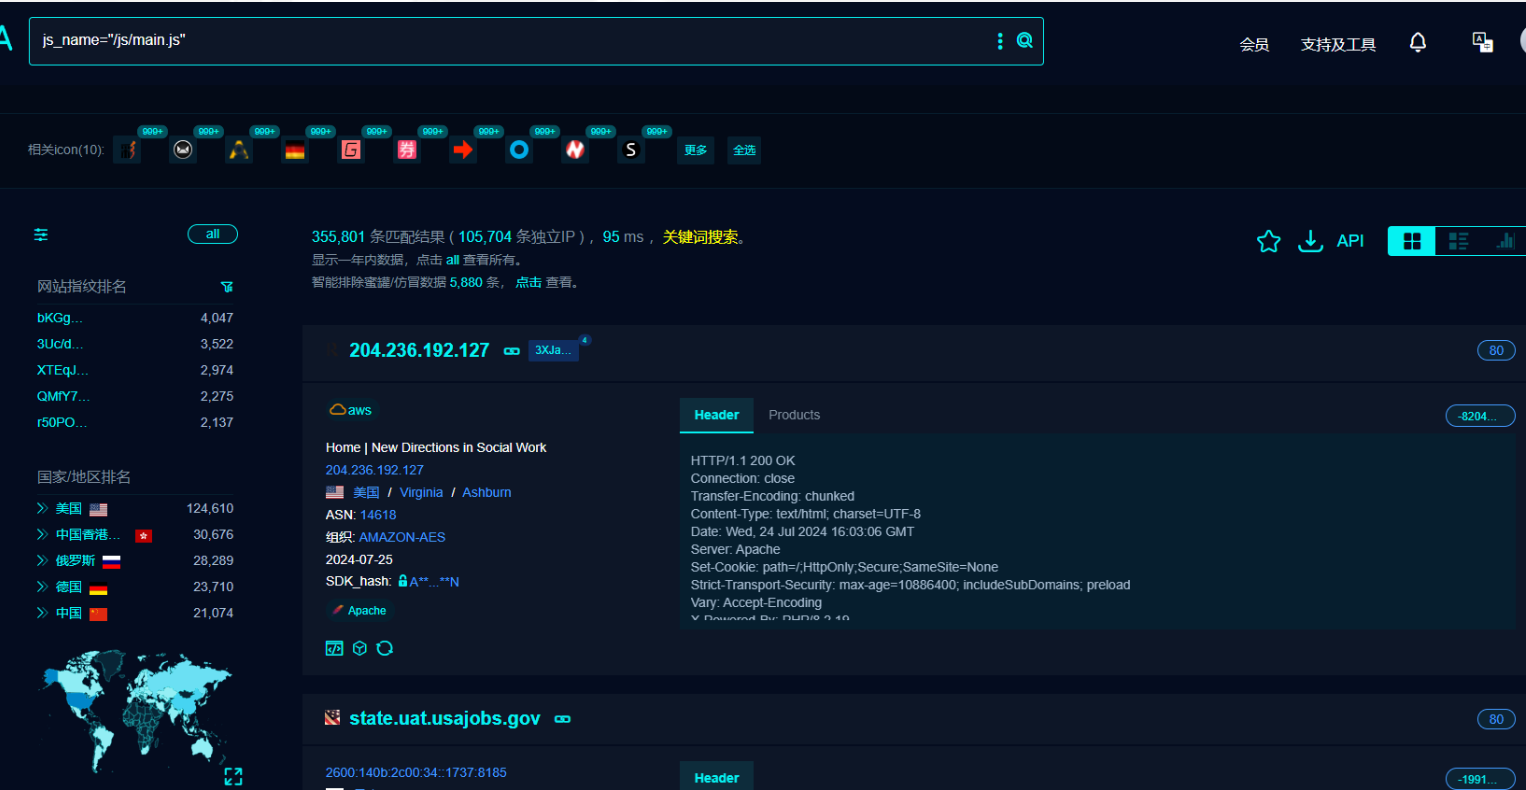 js_name="/js/main.js"
会员
支持及工具
相关icon(10):
999+
999+
999+
999+
999+
999+
999+
999+
999+
999+
G
券
N
S
更多
全选
all
网站指纹排名
bKGg... 4,047
3Uc/d... 3,522
XTEqJ... 2,974
QMfY7... 2,275
r50PO... 2,137
国家/地区排名
美国 124,610
中国香港... 30,676
俄罗斯 28,289
德国 23,710
中国 21,074
355,801 条匹配结果 ( 105,704 条独立IP ) ，95 ms ，关键词搜索。
显示一年内数据，点击 all 查看所有。
智能排除蜜罐/仿冒数据 5,880 条， 点击 查看。
API
204.236.192.127
3XJa...
4
80
aws
Home | New Directions in Social Work
204.236.192.127
美国 / Virginia / Ashburn
ASN: 14618
组织: AMAZON-AES
2024-07-25
SDK_hash: A**...**N
Apache
Header
Products
-8204...
HTTP/1.1 200 OK
Connection: close
Transfer-Encoding: chunked
Content-Type: text/html; charset=UTF-8
Date: Wed, 24 Jul 2024 16:03:06 GMT
Server: Apache
Set-Cookie: path=/;HttpOnly;Secure;SameSite=None
Strict-Transport-Security: max-age=10886400; includeSubDomains; preload
Vary: Accept-Encoding
X-Powered-By: PHP/8.2.19
state.uat.usajobs.gov
80
2600:140b:2c00:34::1737:8185
Header
-1991...